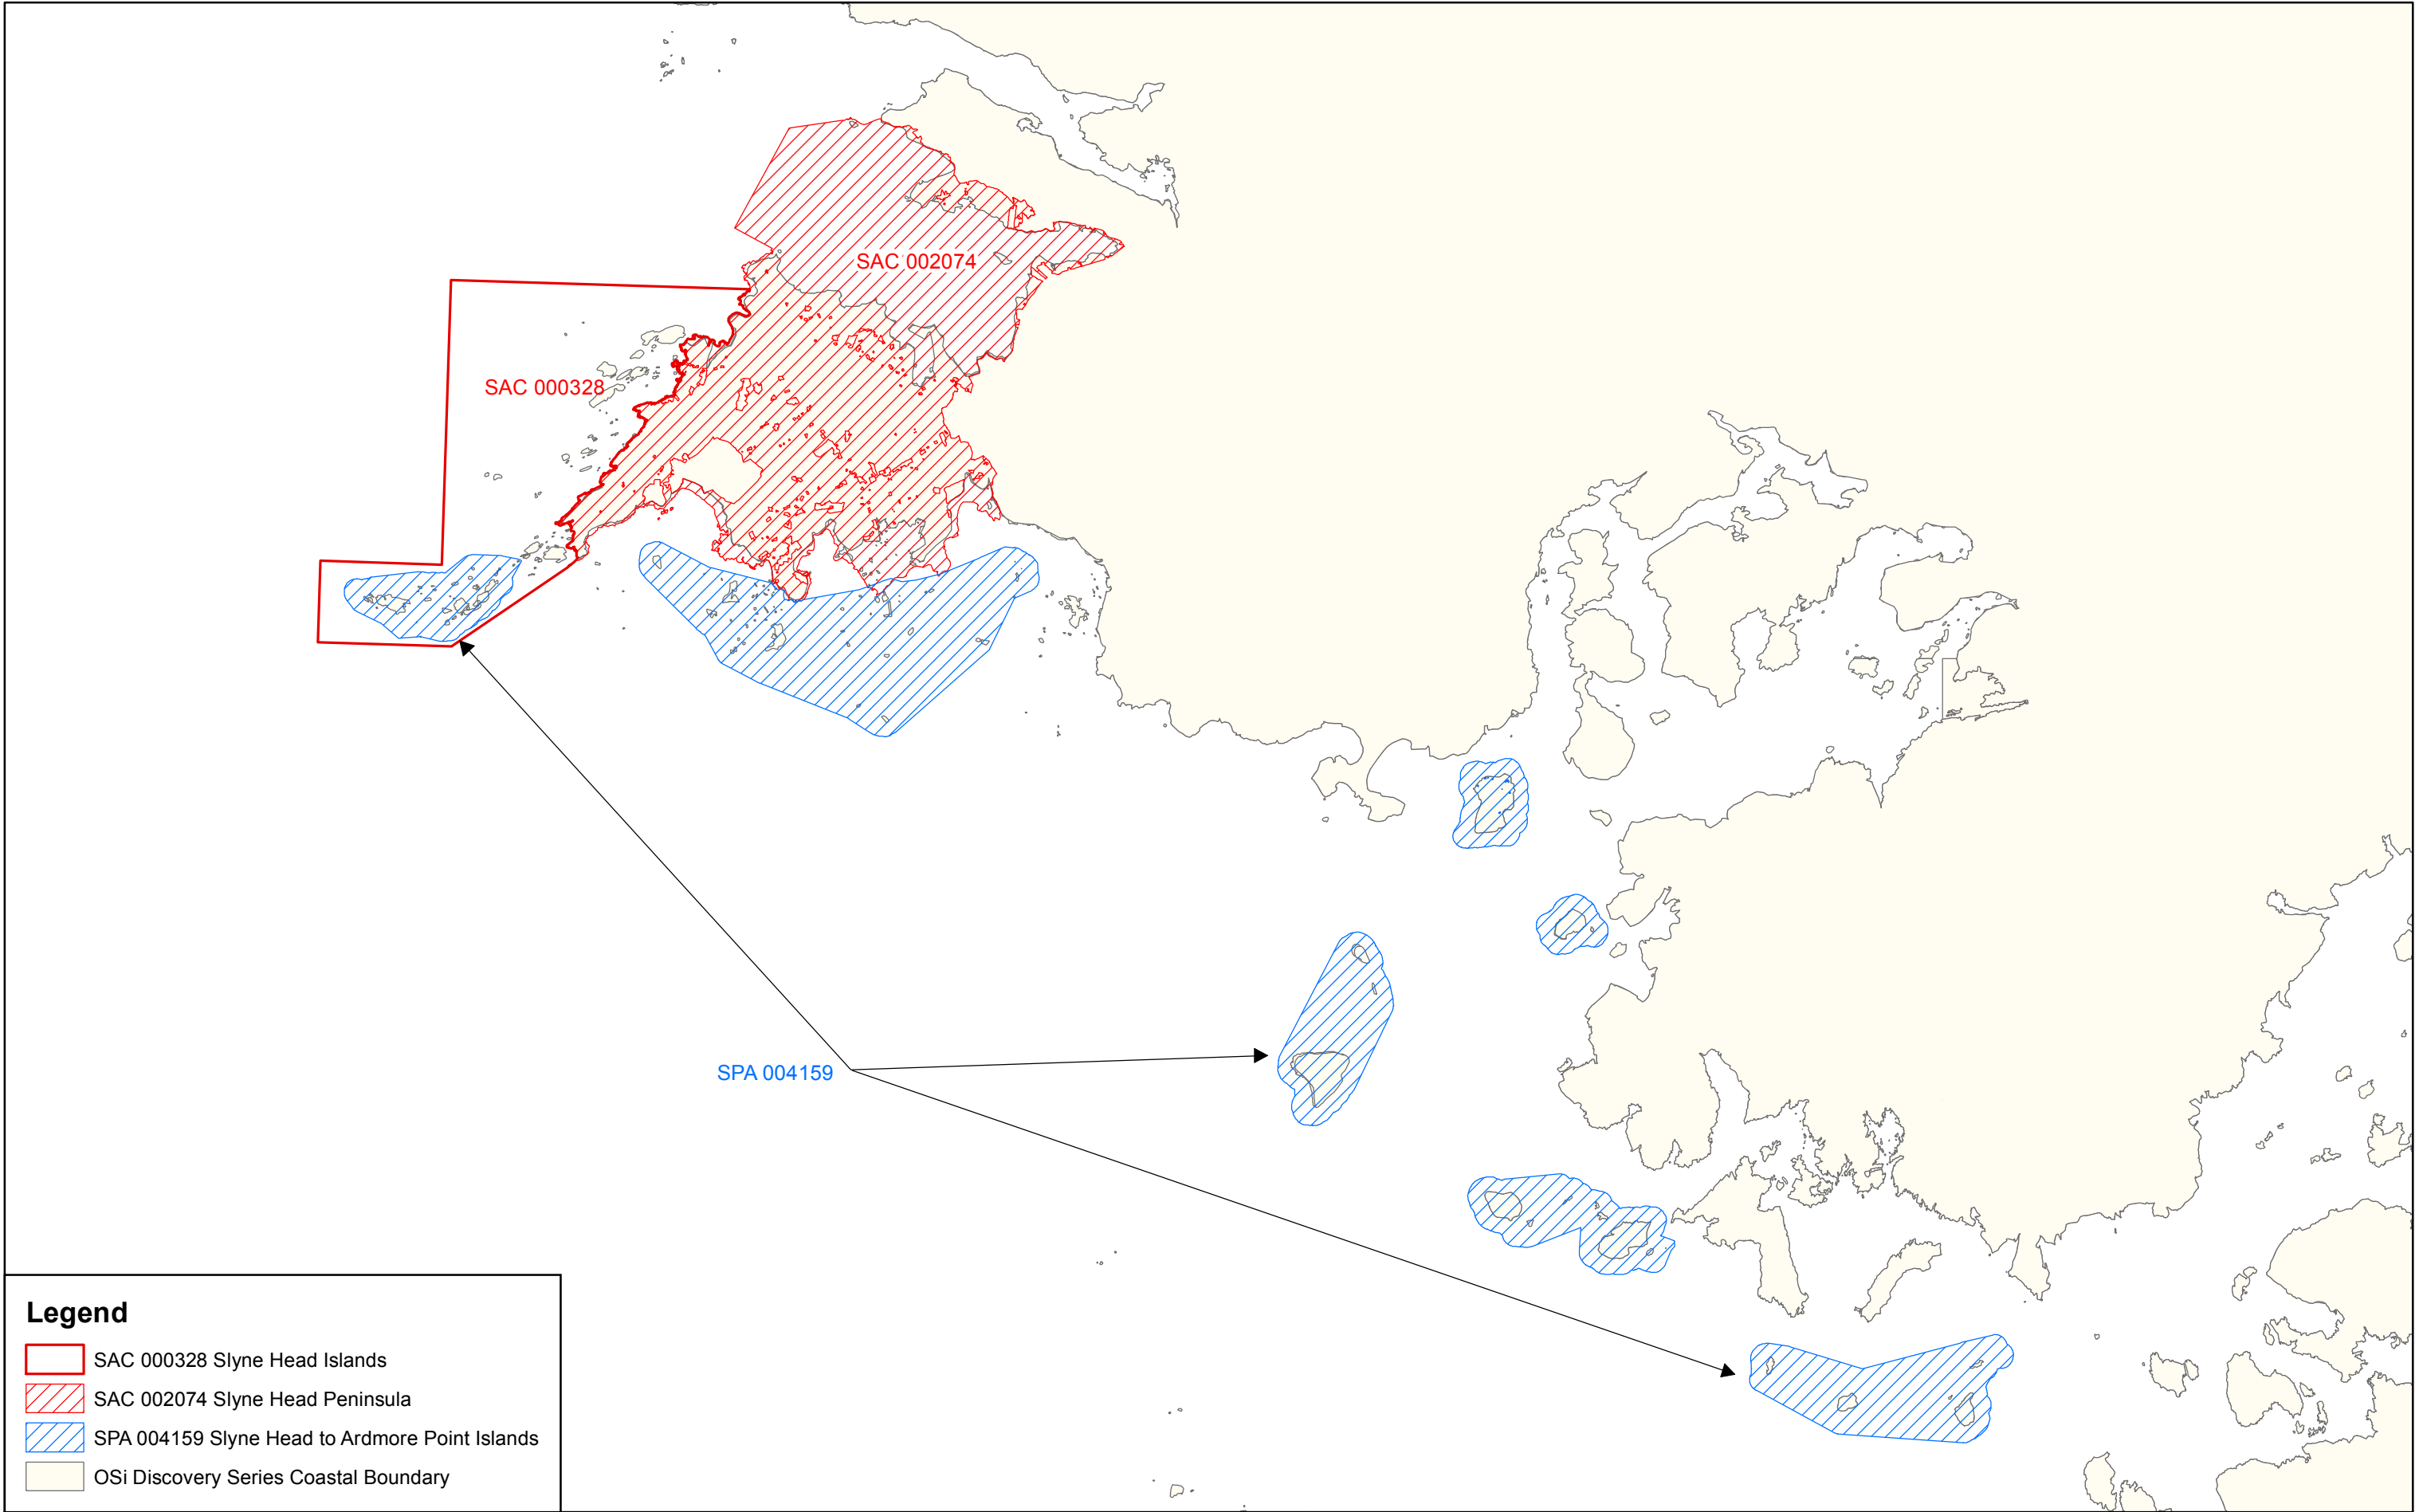 SAC 002074
SAC 000328
SPA 004159
Legend
SAC 000328 Slyne Head Islands
SAC 002074 Slyne Head Peninsula
SPA 004159 Slyne Head to Ardmore Point Islands
OSi Discovery Series Coastal Boundary